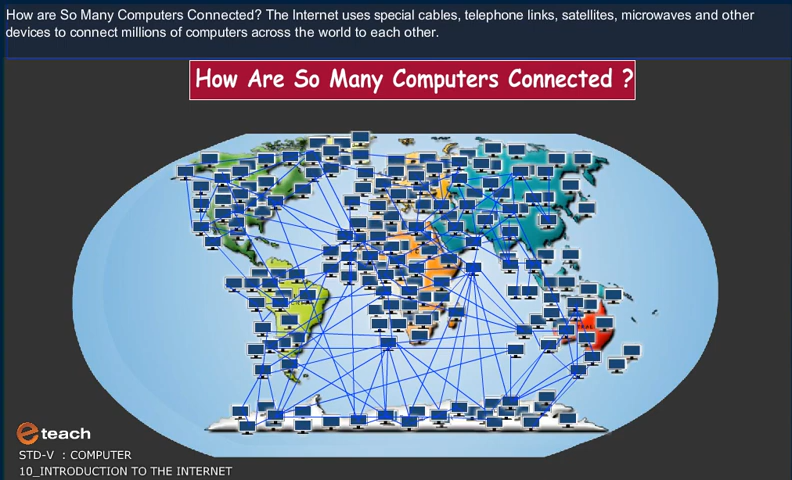 How are So Many Computers Connected? The Internet uses special cables, telephone links, satellites, microwaves and other
devices to connect millions of computers across the world to each other.
How Are So Many Computers Connected ?
e teach
STD-V : COMPUTER
10_INTRODUCTION TO THE INTERNET